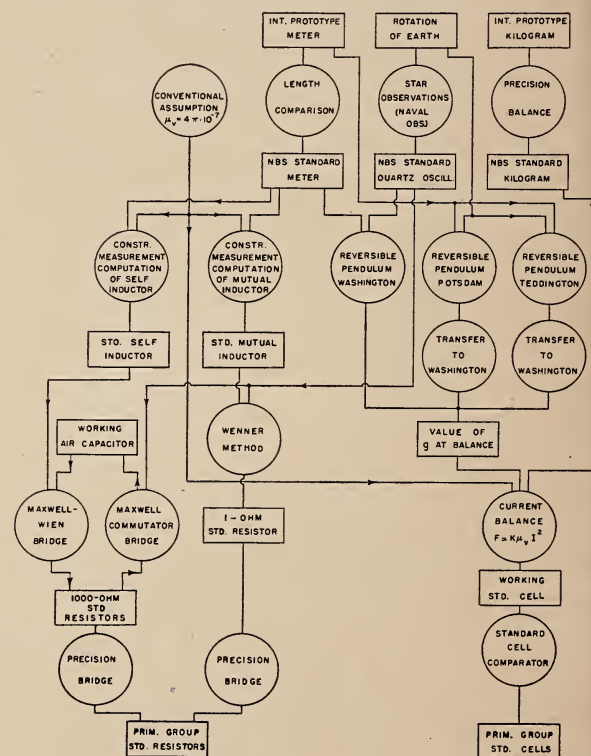 INT. PROTOTYPE
METER
ROTATION
OF EARTH
INT. PROTOTYPE
KILOGRAM
CONVENTIONAL
ASSUMPTION
μᵥ = 4π·10⁻⁷
LENGTH
COMPARISON
STAR
OBSERVATIONS
(NAVAL
OBS.)
PRECISION
BALANCE
NBS STANDARD
METER
NBS STANDARD
QUARTZ OSCILL.
NBS STANDARD
KILOGRAM
CONSTR.
MEASUREMENT
COMPUTATION
OF SELF
INDUCTOR
CONSTR.
MEASUREMENT
COMPUTATION
OF MUTUAL
INDUCTOR
REVERSIBLE
PENDULUM
WASHINGTON
REVERSIBLE
PENDULUM
POTSDAM
REVERSIBLE
PENDULUM
TEDDINGTON
STD. SELF
INDUCTOR
STD. MUTUAL
INDUCTOR
TRANSFER
TO
WASHINGTON
TRANSFER
TO
WASHINGTON
WORKING
AIR CAPACITOR
WENNER
METHOD
VALUE OF
g AT BALANCE
MAXWELL-
WIEN
BRIDGE
MAXWELL
COMMUTATOR
BRIDGE
1-OHM
STD. RESISTOR
CURRENT
BALANCE
F=Kμᵥ I²
1000-OHM
STD
RESISTORS
WORKING
STD. CELL
PRECISION
BRIDGE
PRECISION
BRIDGE
STANDARD
CELL
COMPARATOR
PRIM. GROUP
STD. RESISTORS
PRIM. GROUP
STD. CELLS